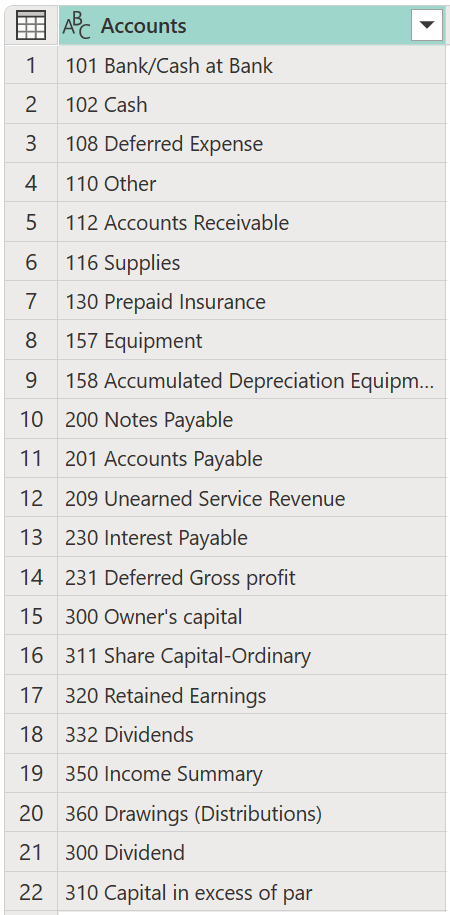 ABC Accounts
1 101 Bank/Cash at Bank
2 102 Cash
3 108 Deferred Expense
4 110 Other
5 112 Accounts Receivable
6 116 Supplies
7 130 Prepaid Insurance
8 157 Equipment
9 158 Accumulated Depreciation Equipm...
10 200 Notes Payable
11 201 Accounts Payable
12 209 Unearned Service Revenue
13 230 Interest Payable
14 231 Deferred Gross profit
15 300 Owner's capital
16 311 Share Capital-Ordinary
17 320 Retained Earnings
18 332 Dividends
19 350 Income Summary
20 360 Drawings (Distributions)
21 300 Dividend
22 310 Capital in excess of par